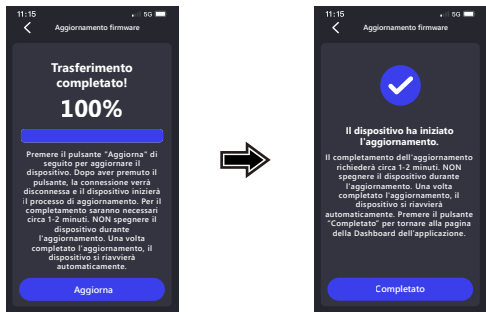 11:15
5G
Aggiornamento firmware
Trasferimento
completato!
100%
Premere il pulsante "Aggiorna" di
seguito per aggiornare il
dispositivo. Dopo aver premuto il
pulsante, la connessione verrà
disconnessa e il dispositivo inizierà
il processo di aggiornamento. Per il
completamento saranno necessari
circa 1-2 minuti. NON spegnere il
dispositivo durante
l'aggiornamento. Una volta
completato l'aggiornamento, il
dispositivo si riavvierà
automaticamente.
Aggiorna
11:15
5G
Aggiornamento firmware
Il dispositivo ha iniziato
l'aggiornamento.
Il completamento dell'aggiornamento
richiederà circa 1-2 minuti. NON
spegnere il dispositivo durante
l'aggiornamento. Una volta
completato l'aggiornamento, il
dispositivo si riavvierà
automaticamente. Premere il pulsante
"Completato" per tornare alla pagina
della Dashboard dell'applicazione.
Completato